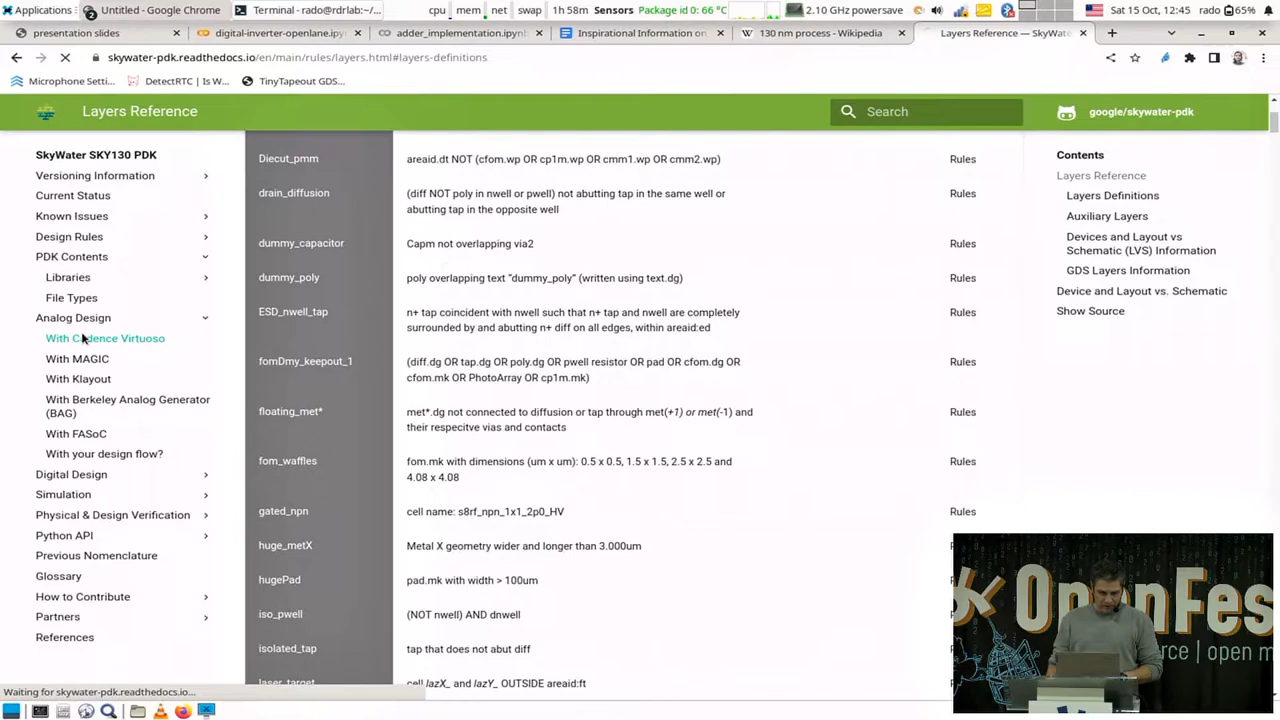 Applications
Untitled - Google Chrome
Terminal - rado@rdrlab:~/...
cpu
mem
net
swap
1h 58m
Sensors
Package id 0: 66 °C
2.10 GHz powersave
Sat 15 Oct, 12:45
rado
65%
presentation slides
digital-inverter-openlane.ipyn
adder_implementation.ipynb
Inspirational Information on
130 nm process - Wikipedia
Layers Reference — SkyWate
skywater-pdk.readthedocs.io/en/main/rules/layers.html#layers-definitions
Microphone Setti...
DetectRTC | Is W...
TinyTapeout GDS...
Layers Reference
Search
google/skywater-pdk
SkyWater SKY130 PDK
Versioning Information
Current Status
Known Issues
Design Rules
PDK Contents
Libraries
File Types
Analog Design
With Cadence Virtuoso
With MAGIC
With Klayout
With Berkeley Analog Generator
(BAG)
With FASoC
With your design flow?
Digital Design
Simulation
Physical & Design Verification
Python API
Previous Nomenclature
Glossary
How to Contribute
Partners
References
Diecut_pmm
areaid.dt NOT (cfom.wp OR cp1m.wp OR cmm1.wp OR cmm2.wp)
Rules
drain_diffusion
(diff NOT poly in nwell or pwell) not abutting tap in the same well or
abutting tap in the opposite well
Rules
dummy_capacitor
Capm not overlapping via2
Rules
dummy_poly
poly overlapping text "dummy_poly" (written using text.dg)
Rules
ESD_nwell_tap
n+ tap coincident with nwell such that n+ tap and nwell are completely
surrounded by and abutting n+ diff on all edges, within areaid:ed
Rules
fomDmy_keepout_1
(diff.dg OR tap.dg OR poly.dg OR pwell resistor OR pad OR cfom.dg OR
cfom.mk OR PhotoArray OR cp1m.mk)
Rules
floating_met*
met*.dg not connected to diffusion or tap through met(+1) or met(-1) and
their respecitve vias and contacts
Rules
fom_waffles
fom.mk with dimensions (um x um): 0.5 x 0.5, 1.5 x 1.5, 2.5 x 2.5 and
4.08 x 4.08
Rules
gated_npn
cell name: s8rf_npn_1x1_2p0_HV
Rules
huge_metX
Metal X geometry wider and longer than 3.000um
hugePad
pad.mk with width > 100um
iso_pwell
(NOT nwell) AND dnwell
isolated_tap
tap that does not abut diff
laser_target
cell lazX_ and lazY_ OUTSIDE areaid:ft
Contents
Layers Reference
Layers Definitions
Auxiliary Layers
Devices and Layout vs
Schematic (LVS) Information
GDS Layers Information
Device and Layout vs. Schematic
Show Source
OpenFes
rce | open m
Waiting for skywater-pdk.readthedocs.io...